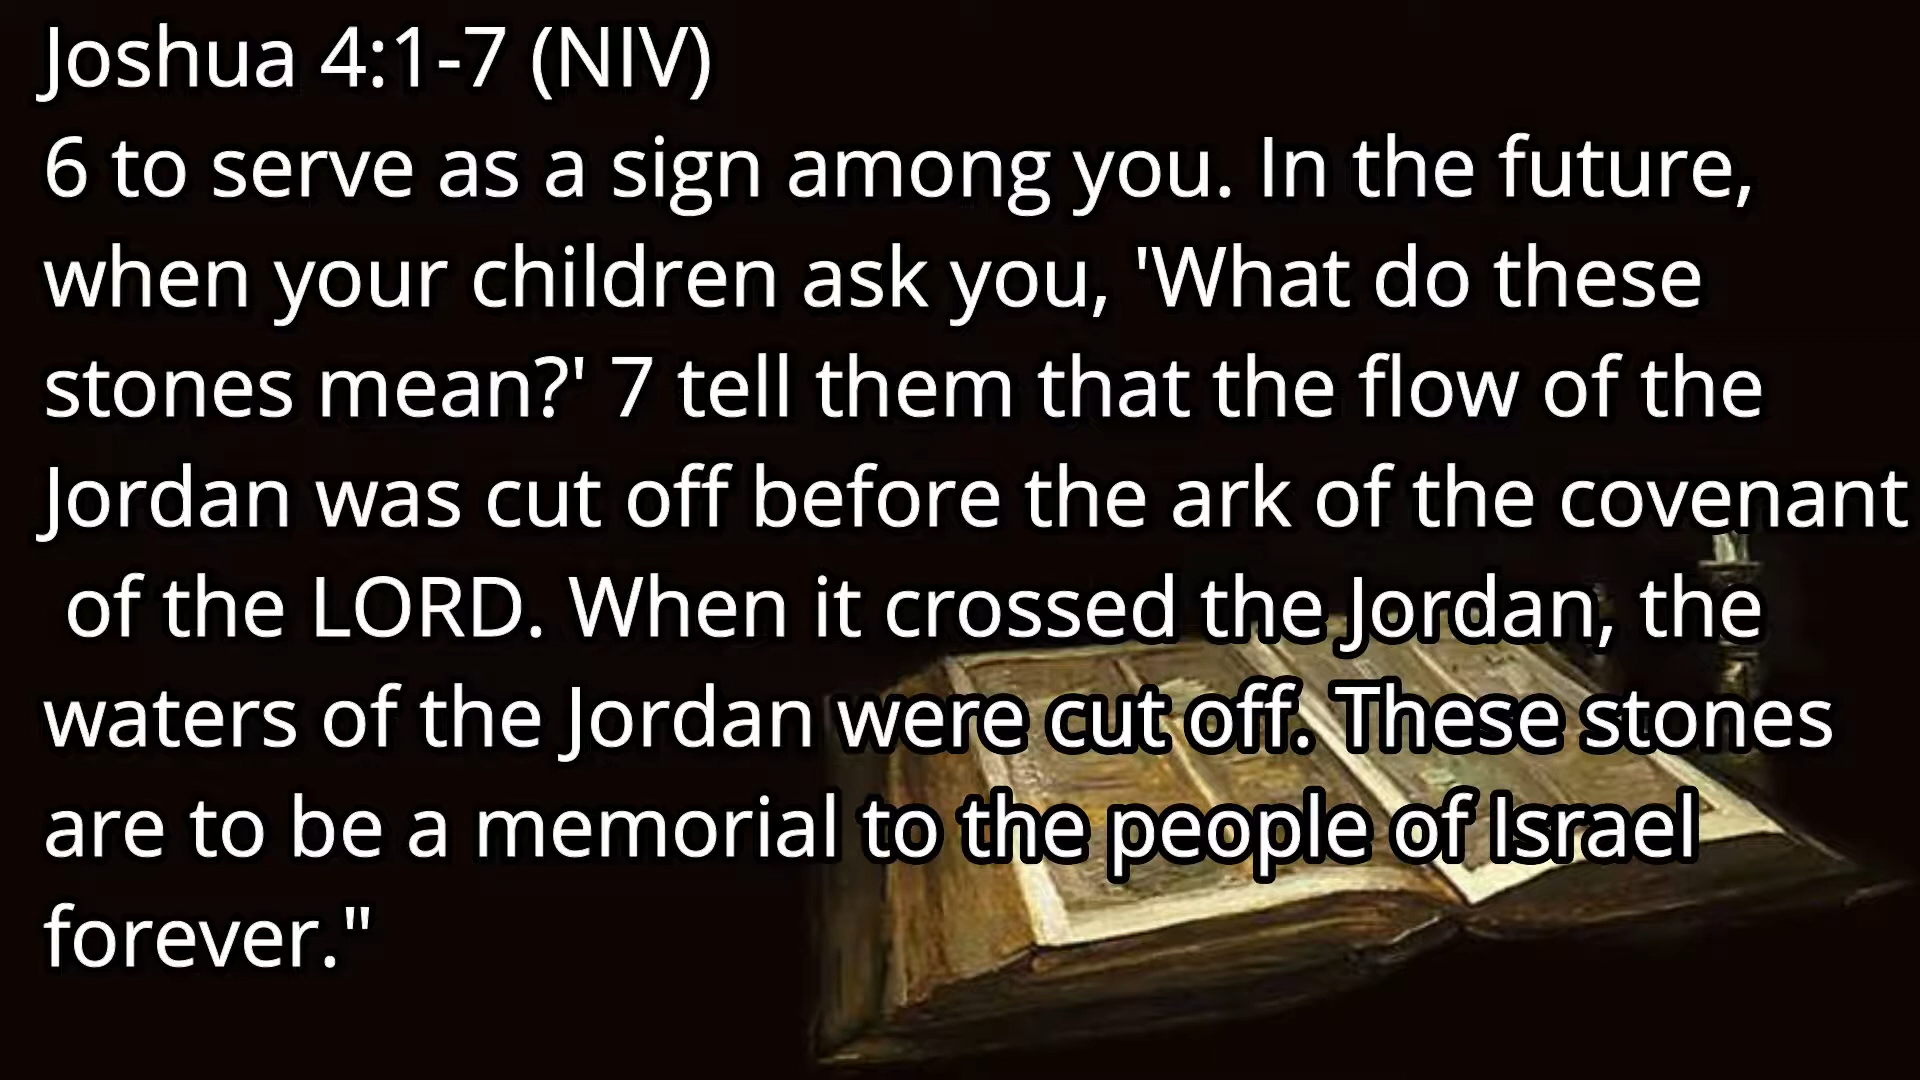 Joshua 4:1-7 (NIV)
6 to serve as a sign among you. In the future,
when your children ask you, 'What do these
stones mean?' 7 tell them that the flow of the
Jordan was cut off before the ark of the covenant
of the LORD. When it crossed the Jordan, the
waters of the Jordan were cut off. These stones
are to be a memorial to the people of Israel
forever."